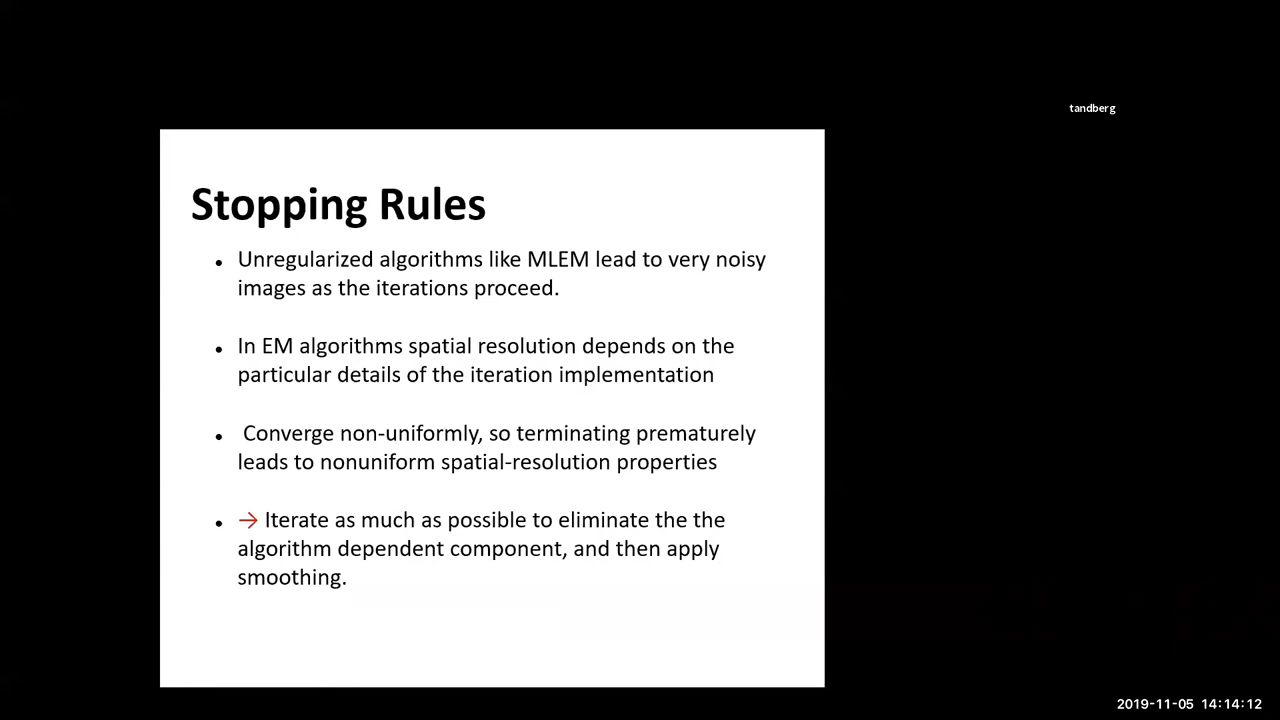 tandberg
Stopping Rules
• Unregularized algorithms like MLEM lead to very noisy
images as the iterations proceed.
• In EM algorithms spatial resolution depends on the
particular details of the iteration implementation
• Converge non-uniformly, so terminating prematurely
leads to nonuniform spatial-resolution properties
• → Iterate as much as possible to eliminate the the
algorithm dependent component, and then apply
smoothing.
2019-11-05 14:14:12